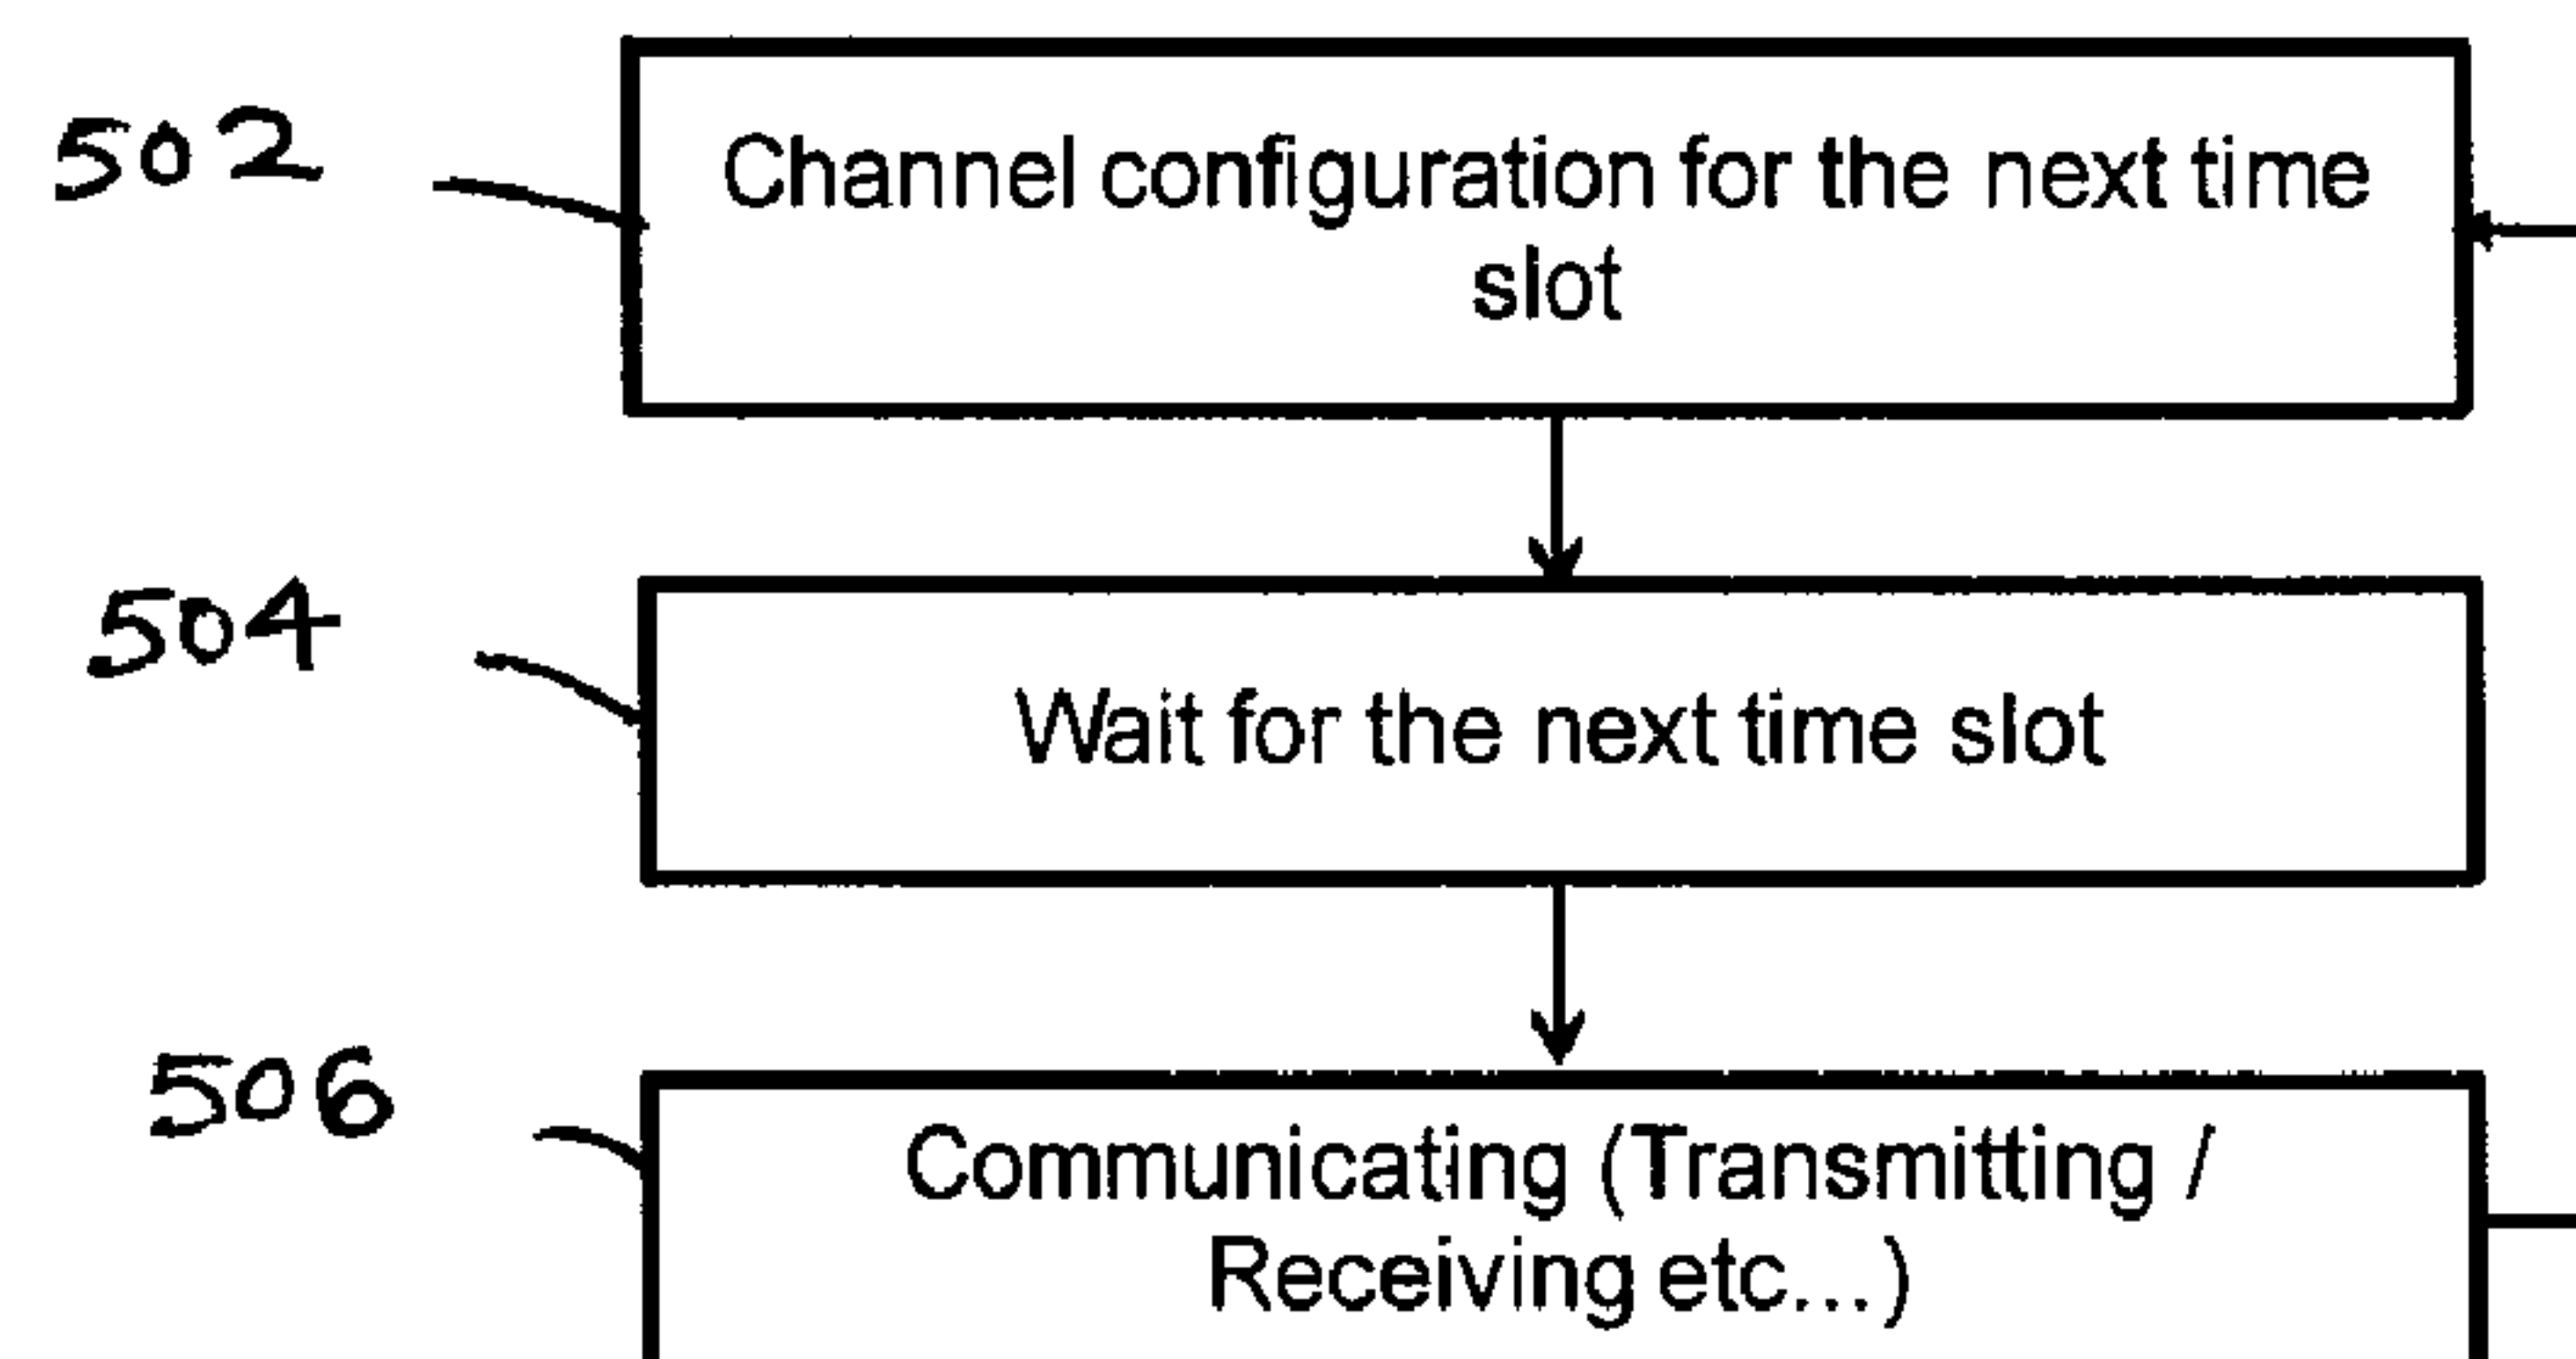 502
Channel configuration for the next time
slot
504
Wait for the next time slot
506
Communicating (Transmitting /
Receiving etc...)